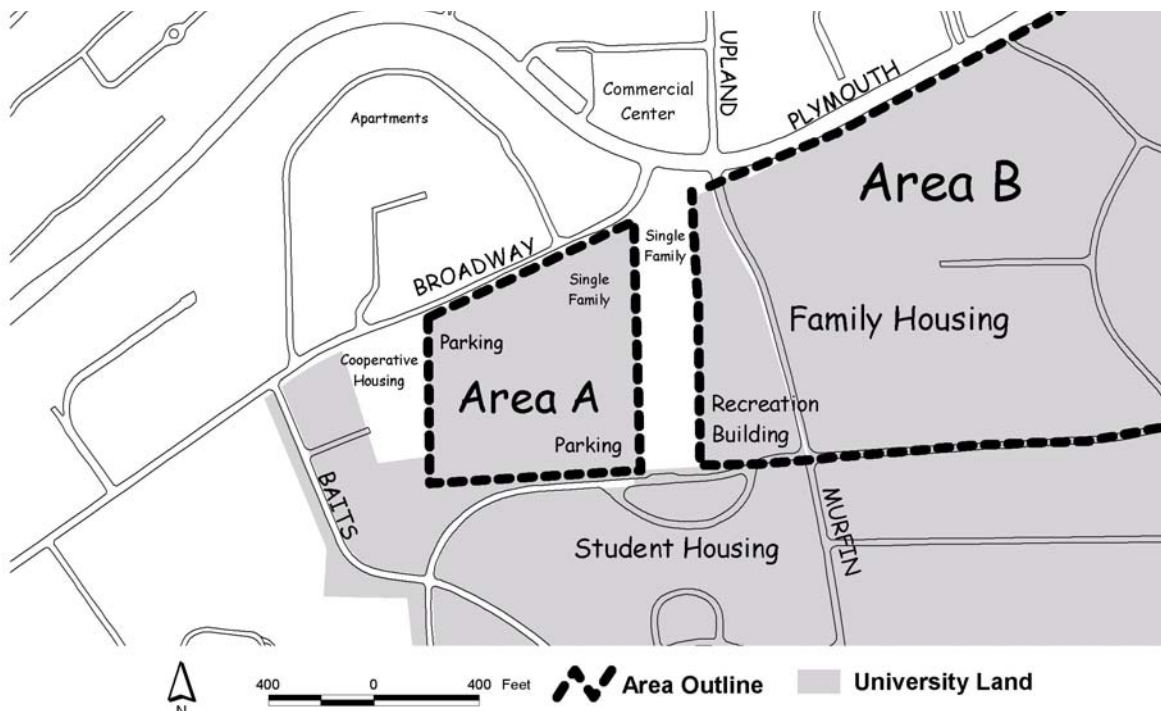 UPLAND
Commercial
Center
PLYMOUTH
Apartments
Area B
Single
Family
BROADWAY
Single
Family
Family Housing
Parking
Cooperative
Housing
Area A
Recreation
Building
Parking
BAITS
MURFIN
Student Housing
N
400 0 400 Feet
Area Outline
University Land